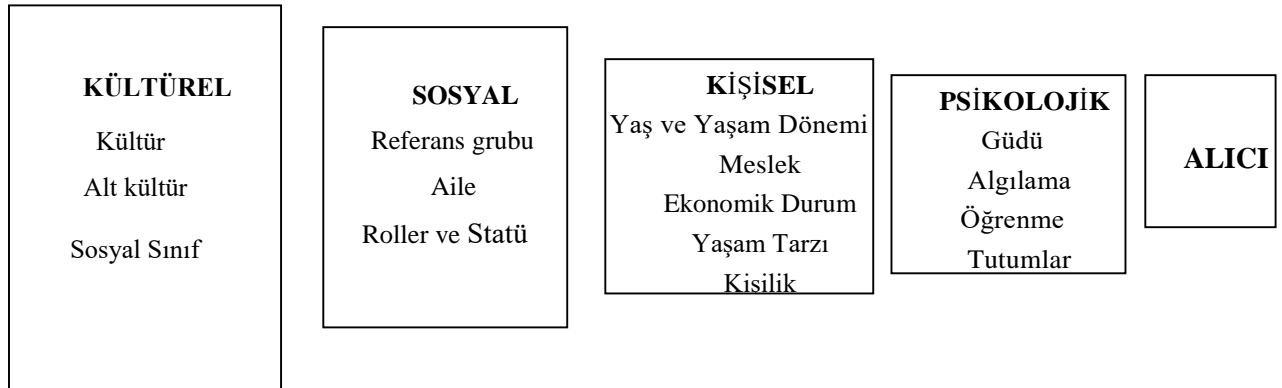 KÜLTÜREL
Kültür
Alt kültür
Sosyal Sınıf
SOSYAL
Referans grubu
Aile
Roller ve Statü
KİŞİSEL
Yaş ve Yaşam Dönemi
Meslek
Ekonomik Durum
Yaşam Tarzı
Kisilik
PSİKOLOJİK
Güdü
Algılama
Öğrenme
Tutumlar
ALICI